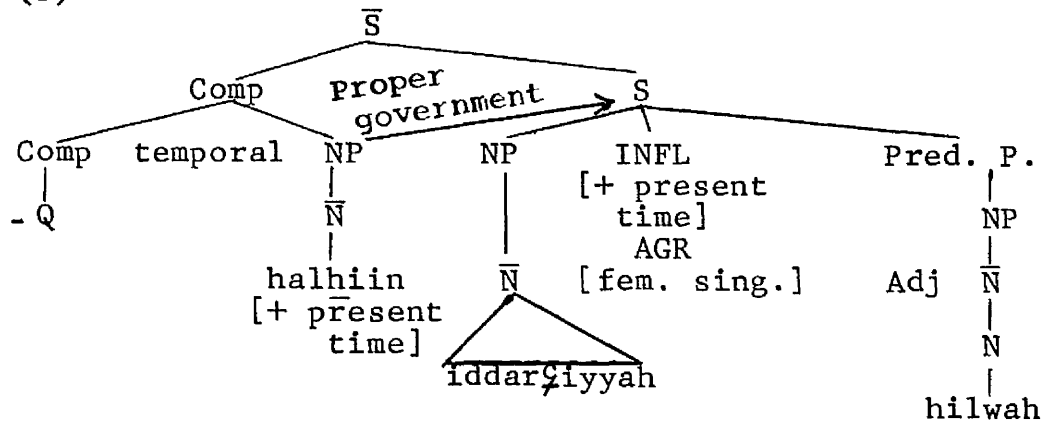 S̄
Comp Proper S
government
Comp temporal NP NP INFL Pred. P.
[+ present
- Q N̄ time] NP
AGR
halhiin N̄ [fem. sing.] Adj N̄
[+ present
time] N
iddarçiyyah
hilwah